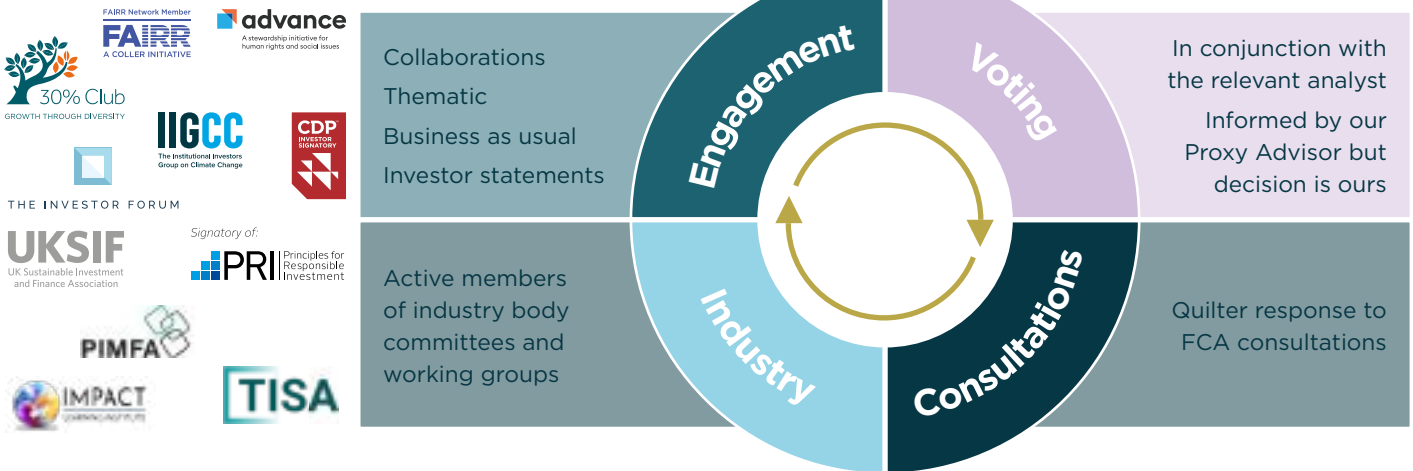 FAIRR Network Member
FAIRR
A COLLER INITIATIVE
advance
A stewardship initiative for
human rights and social issues
30% Club
GROWTH THROUGH DIVERSITY
IIGCC
The Institutional Investors
Group on Climate Change
CDP
INVESTOR
SIGNATORY
THE INVESTOR FORUM
UKSIF
UK Sustainable Investment
and Finance Association
Signatory of:
PRI
Principles for
Responsible
Investment
PIMFA
IMPACT
LEARNING INSTITUTE
TISA
Collaborations
Thematic
Business as usual
Investor statements
Engagement
Voting
In conjunction with
the relevant analyst
Informed by our
Proxy Advisor but
decision is ours
Active members
of industry body
committees and
working groups
Industry
Consultations
Quilter response to
FCA consultations